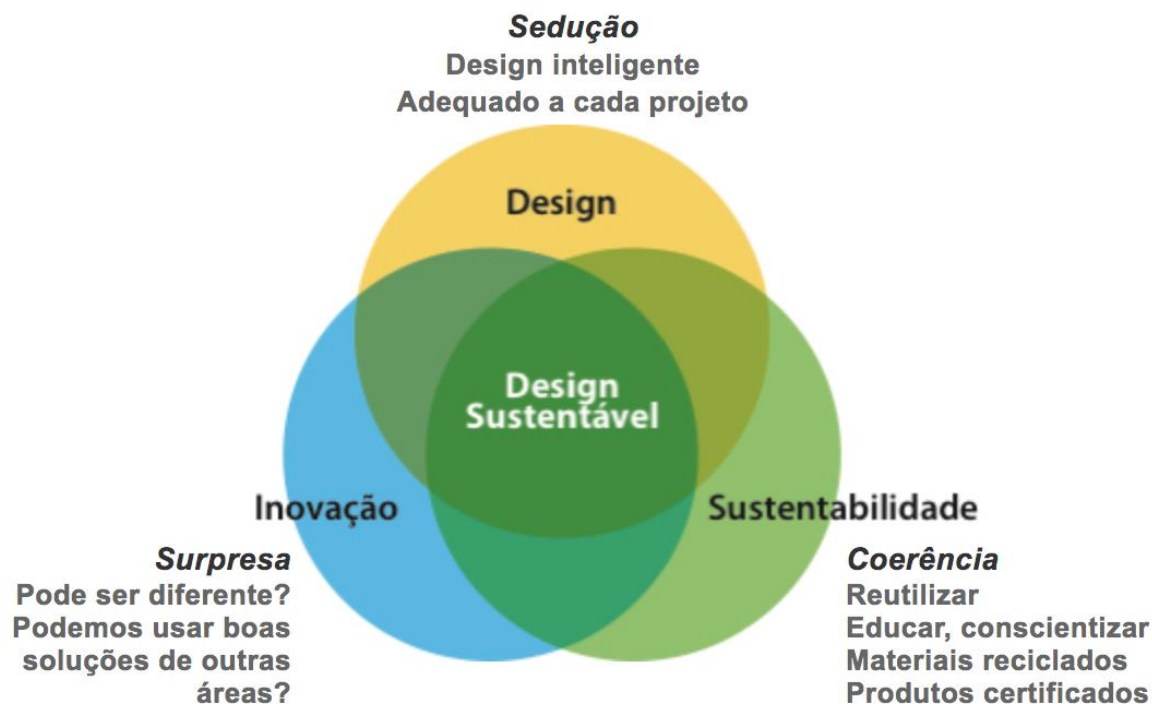 Sedução
Design inteligente
Adequado a cada projeto
Design
Design
Sustentável
Inovação
Surpresa
Pode ser diferente?
Podemos usar boas
soluções de outras
áreas?
Sustentabilidade
Coerência
Reutilizar
Educar, conscientizar
Materiais reciclados
Produtos certificados